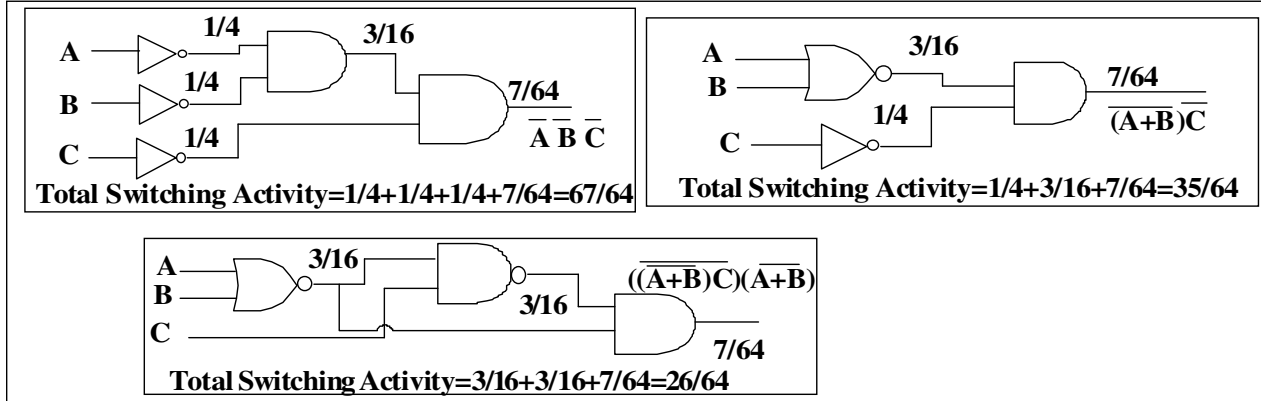 A
1/4
3/16
B
1/4
7/64
C
1/4
A̅ B̅ C̅
Total Switching Activity=1/4+1/4+1/4+7/64=67/64
A
3/16
B
7/64
1/4
C
(A̅+̅B̅)C̅
Total Switching Activity=1/4+3/16+7/64=35/64
A
3/16
B
((A̅+̅B̅)C)(A̅+̅B̅)
3/16
C
7/64
Total Switching Activity=3/16+3/16+7/64=26/64